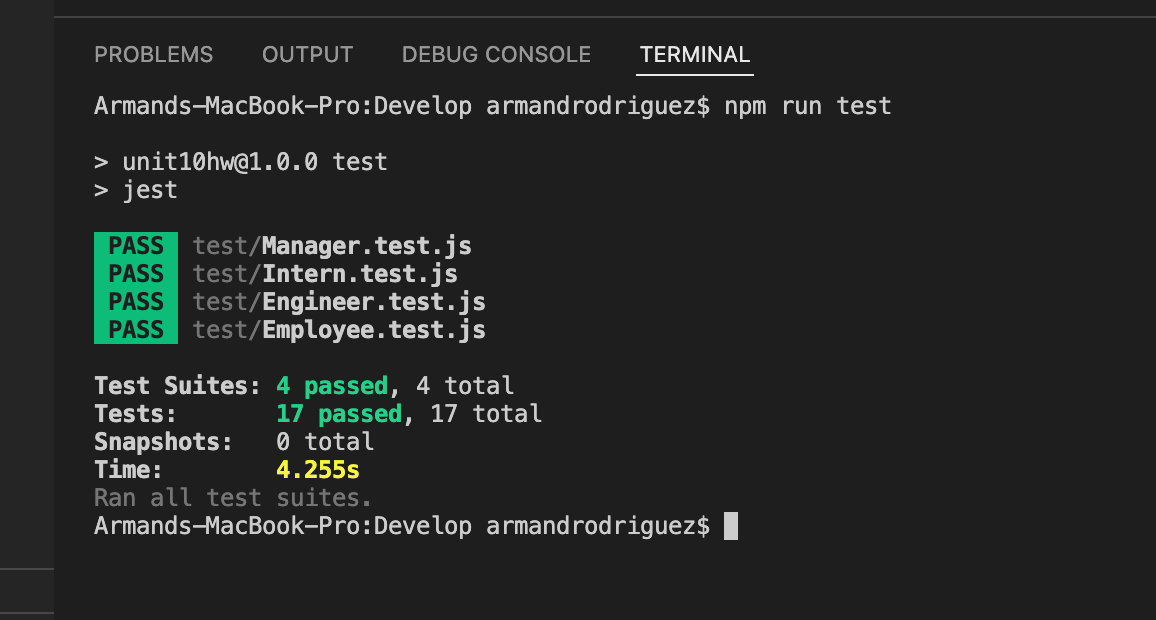 PROBLEMS OUTPUT DEBUG CONSOLE TERMINAL
Armands-MacBook-Pro:Develop armandrodriguez$ npm run test
> unit10hw@1.0.0 test
> jest
PASS test/Manager.test.js
PASS test/Intern.test.js
PASS test/Engineer.test.js
PASS test/Employee.test.js
Test Suites: 4 passed, 4 total
Tests: 17 passed, 17 total
Snapshots: 0 total
Time: 4.255s
Ran all test suites.
Armands-MacBook-Pro:Develop armandrodriguez$